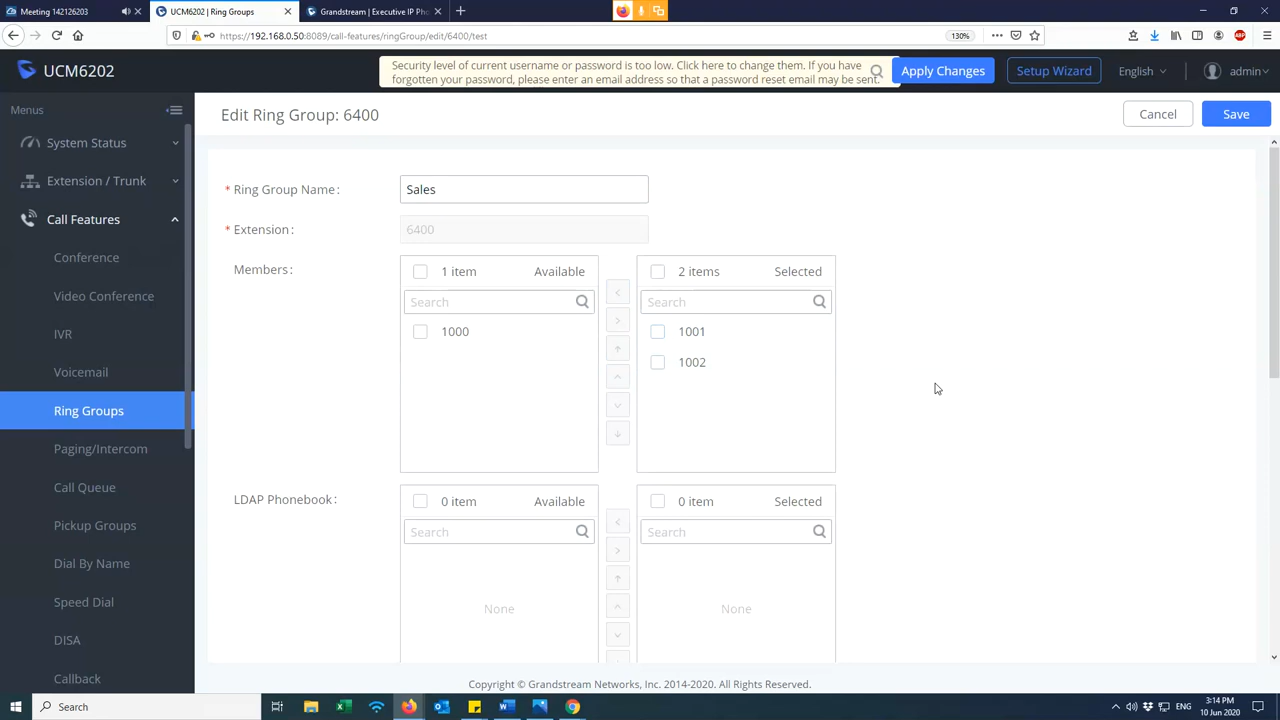 Meeting 142126203
UCM6202 | Ring Groups
Grandstream | Executive IP Pho
https://192.168.0.50:8089/call-features/ringGroup/edit/6400/test
130%
ABP
UCM6202
Security level of current username or password is too low. Click here to change them. If you have
forgotten your password, please enter an email address so that a password reset email may be sent.
Apply Changes
Setup Wizard
English
admin
Menus
System Status
Extension / Trunk
Call Features
Conference
Video Conference
IVR
Voicemail
Ring Groups
Paging/Intercom
Call Queue
Pickup Groups
Dial By Name
Speed Dial
DISA
Callback
Edit Ring Group: 6400
Cancel
Save
* Ring Group Name:
Sales
* Extension:
6400
Members:
1 item Available
Search
1000
2 items Selected
Search
1001
1002
LDAP Phonebook:
0 item Available
Search
None
0 item Selected
Search
None
Copyright © Grandstream Networks, Inc. 2014-2020. All Rights Reserved.
Search
ENG
3:14 PM
10 Jun 2020